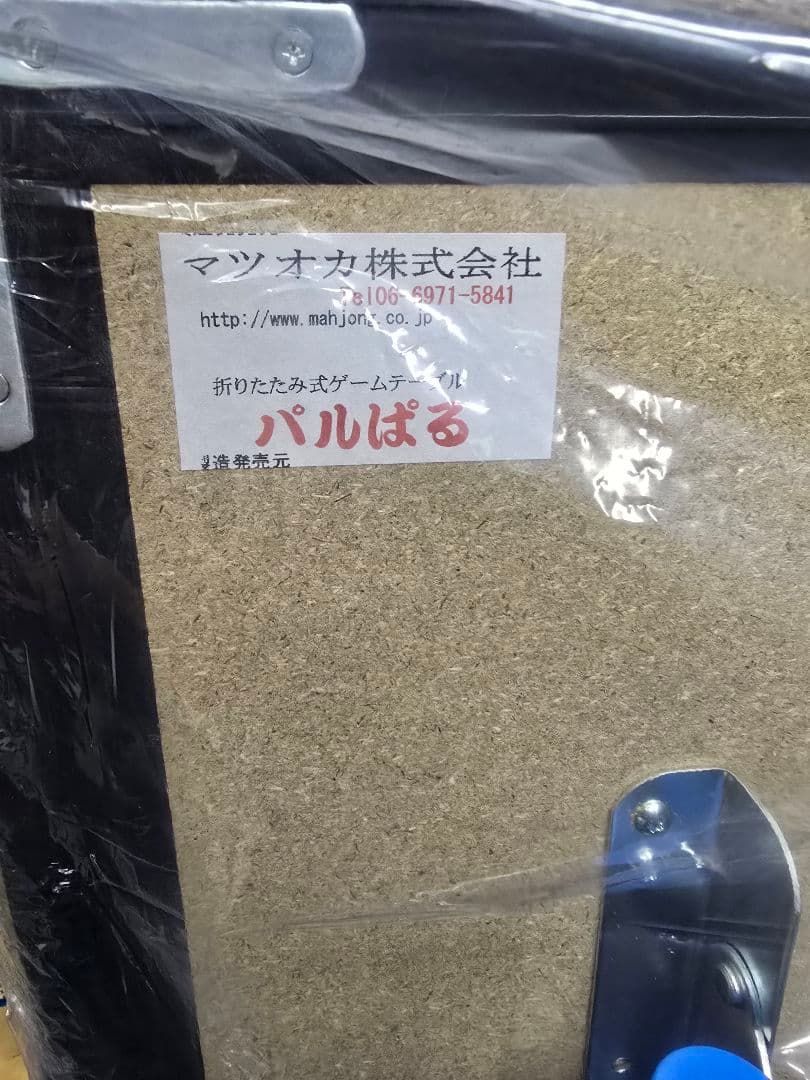 マツオカ株式会社
Tel06-6971-5841
http://www.mahjong.co.jp
折りたたみ式ゲームテーブル
パルぱる
造発売元